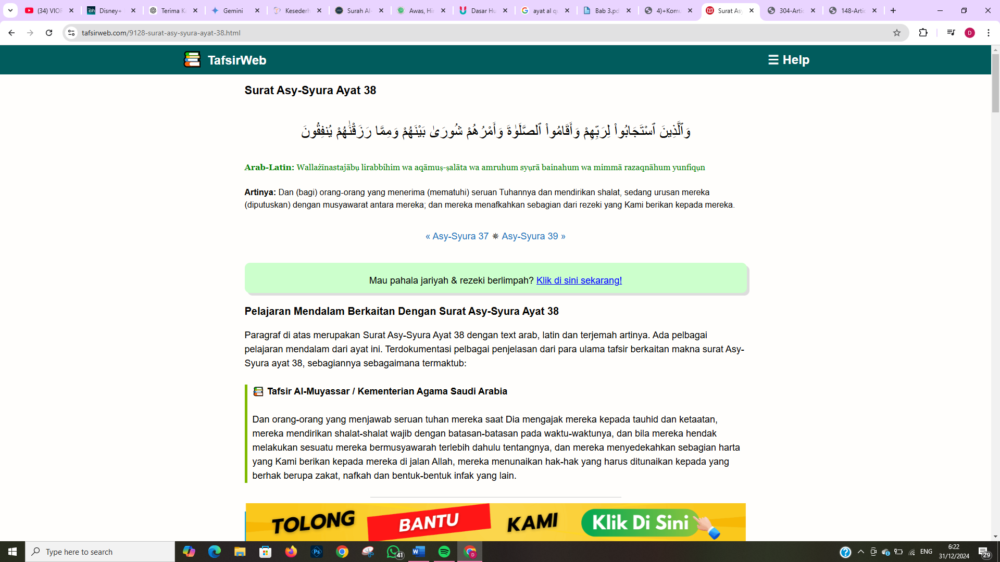 (34) VIOR
Disney+
Terima Ka
Gemini
Kesederh
Surah Al-
Awas, Hin
Dasar Hu
ayat al qu
Bab 3.pd
4)+Komu
Surat Asy
304-Artic
148-Artic
tafsirweb.com/9128-surat-asy-syura-ayat-38.html
D
TafsirWeb
☰ Help
Surat Asy-Syura Ayat 38
وَٱلَّذِينَ ٱسْتَجَابُوا۟ لِرَبِّهِمْ وَأَقَامُوا۟ ٱلصَّلَوٰةَ وَأَمْرُهُمْ شُورَىٰ بَيْنَهُمْ وَمِمَّا رَزَقْنَٰهُمْ يُنفِقُونَ
Arab-Latin: Wallażīnastajābụ lirabbihim wa aqāmuṣ-ṣalāta wa amruhum syụrā bainahum wa mimmā razaqnāhum yunfiqụn
Artinya: Dan (bagi) orang-orang yang menerima (mematuhi) seruan Tuhannya dan mendirikan shalat, sedang urusan mereka
(diputuskan) dengan musyawarat antara mereka; dan mereka menafkahkan sebagian dari rezeki yang Kami berikan kepada mereka.
« Asy-Syura 37 ✵ Asy-Syura 39 »
Mau pahala jariyah & rezeki berlimpah? Klik di sini sekarang!
Pelajaran Mendalam Berkaitan Dengan Surat Asy-Syura Ayat 38
Paragraf di atas merupakan Surat Asy-Syura Ayat 38 dengan text arab, latin dan terjemah artinya. Ada pelbagai
pelajaran mendalam dari ayat ini. Terdokumentasi pelbagai penjelasan dari para ulama tafsir berkaitan makna surat Asy-
Syura ayat 38, sebagiannya sebagaimana termaktub:
Tafsir Al-Muyassar / Kementerian Agama Saudi Arabia
Dan orang-orang yang menjawab seruan tuhan mereka saat Dia mengajak mereka kepada tauhid dan ketaatan,
mereka mendirikan shalat-shalat wajib dengan batasan-batasan pada waktu-waktunya, dan bila mereka hendak
melakukan sesuatu mereka bermusyawarah terlebih dahulu tentangnya, dan mereka menyedekahkan sebagian harta
yang Kami berikan kepada mereka di jalan Allah, mereka menunaikan hak-hak yang harus ditunaikan kepada yang
berhak berupa zakat, nafkah dan bentuk-bentuk infak yang lain.
TOLONG BANTU KAMI Klik Di Sini
Type here to search
Ps
41
W
D
ENG
6:22
31/12/2024
29